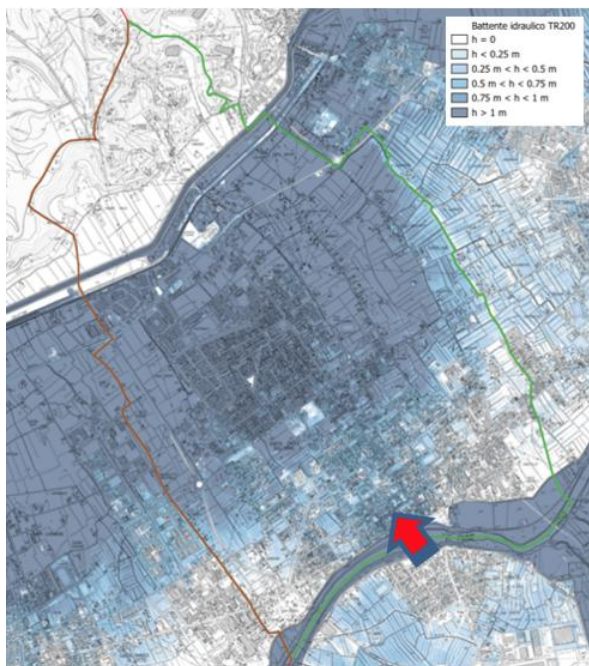 Battente idraulico TR200
h = 0
h < 0.25 m
0.25 m < h < 0.5 m
0.5 m < h < 0.75 m
0.75 m < h < 1 m
h > 1 m